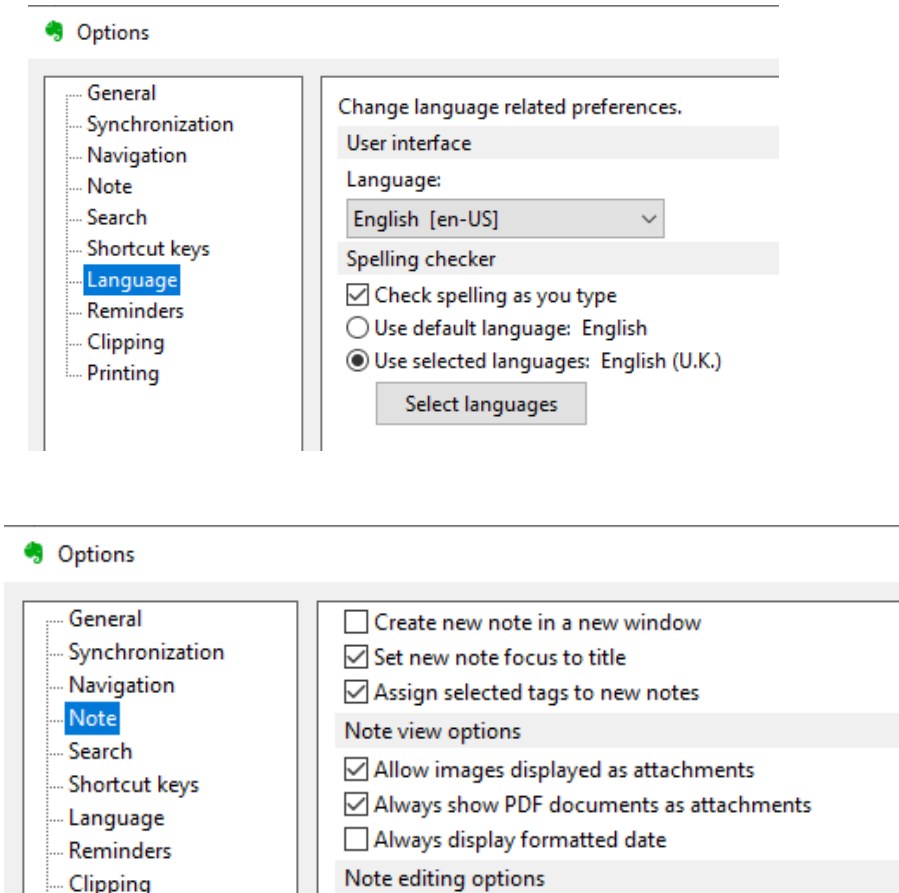 Options
General
Synchronization
Navigation
Note
Search
Shortcut keys
Language
Reminders
Clipping
Printing
Change language related preferences.
User interface
Language:
English [en-US]
Spelling checker
Check spelling as you type
Use default language: English
Use selected languages: English (U.K.)
Select languages
Options
General
Synchronization
Navigation
Note
Search
Shortcut keys
Language
Reminders
Clipping
Create new note in a new window
Set new note focus to title
Assign selected tags to new notes
Note view options
Allow images displayed as attachments
Always show PDF documents as attachments
Always display formatted date
Note editing options